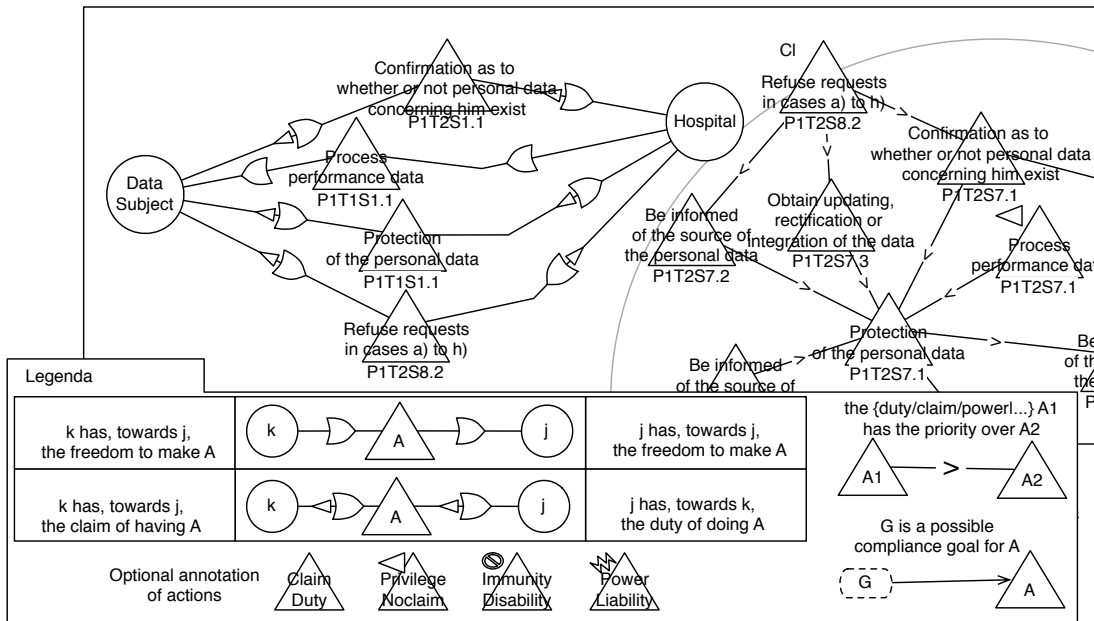 Confirmation as to
whether or not personal data
concerning him exist
P1T2S1.1
Data
Subject
Hospital
Process
performance data
P1T1S1.1
Protection
of the personal data
P1T1S1.1
Refuse requests
in cases a) to h)
P1T2S8.2
Cl
Refuse requests
in cases a) to h)
P1T2S8.2
Confirmation as to
whether or not personal data
concerning him exist
P1T2S7.1
Be informed
of the source of
the personal data
P1T2S7.2
Obtain updating,
rectification or
integration of the data
P1T2S7.3
Process
performance dat
P1T2S7.1
Protection
of the personal data
P1T2S7.1
Be informed
of the source of
Be
of th
the
P
Legenda
k has, towards j,
the freedom to make A
k
A
j
j has, towards j,
the freedom to make A
k has, towards j,
the claim of having A
k
A
j
j has, towards k,
the duty of doing A
Optional annotation
of actions
Claim
Duty
Privilege
Noclaim
Immunity
Disability
Power
Liability
the {duty/claim/powerl...} A1
has the priority over A2
A1
>
A2
G is a possible
compliance goal for A
G
A